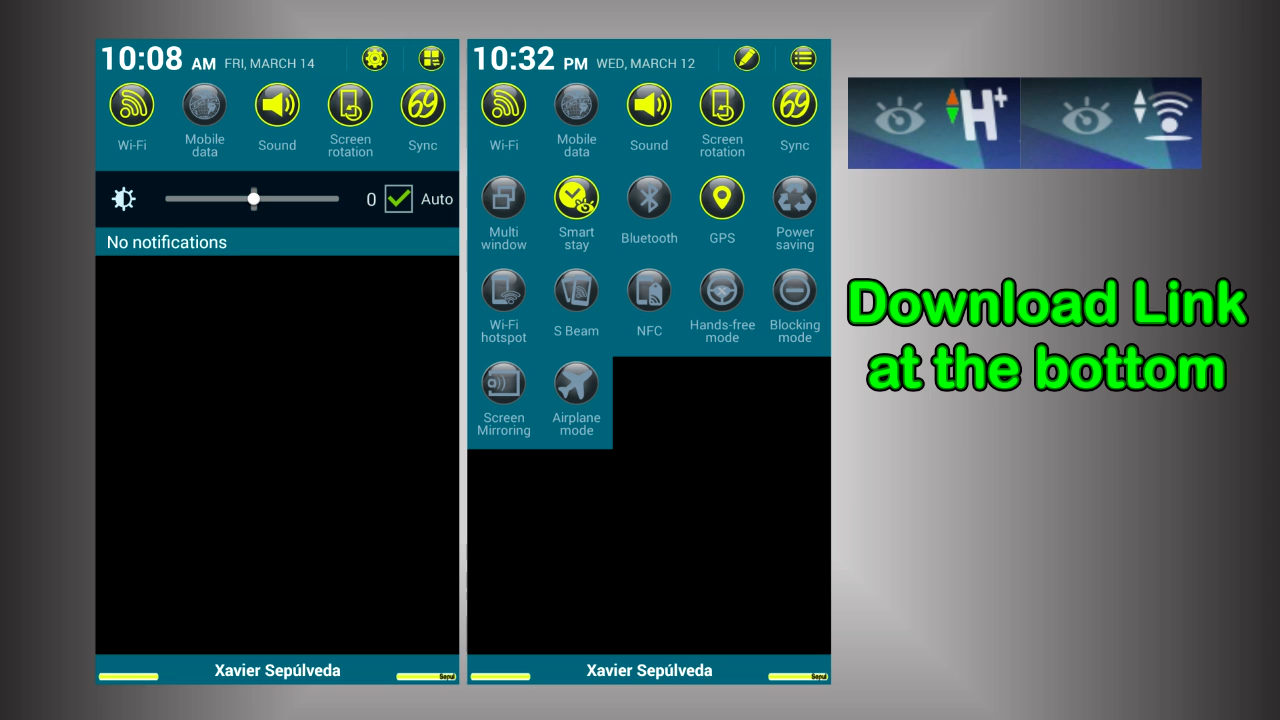 10:08 AM FRI, MARCH 14
Wi-Fi
Mobile
data
Sound
Screen
rotation
Sync
0 Auto
No notifications
Xavier Sepúlveda
Sepul
10:32 PM WED, MARCH 12
Wi-Fi
Mobile
data
Sound
Screen
rotation
Sync
Multi
window
Smart
stay
Bluetooth
GPS
Power
saving
Wi-Fi
hotspot
S Beam
NFC
Hands-free
mode
Blocking
mode
Screen
Mirroring
Airplane
mode
Xavier Sepúlveda
Sepul
H+
Download Link
at the bottom